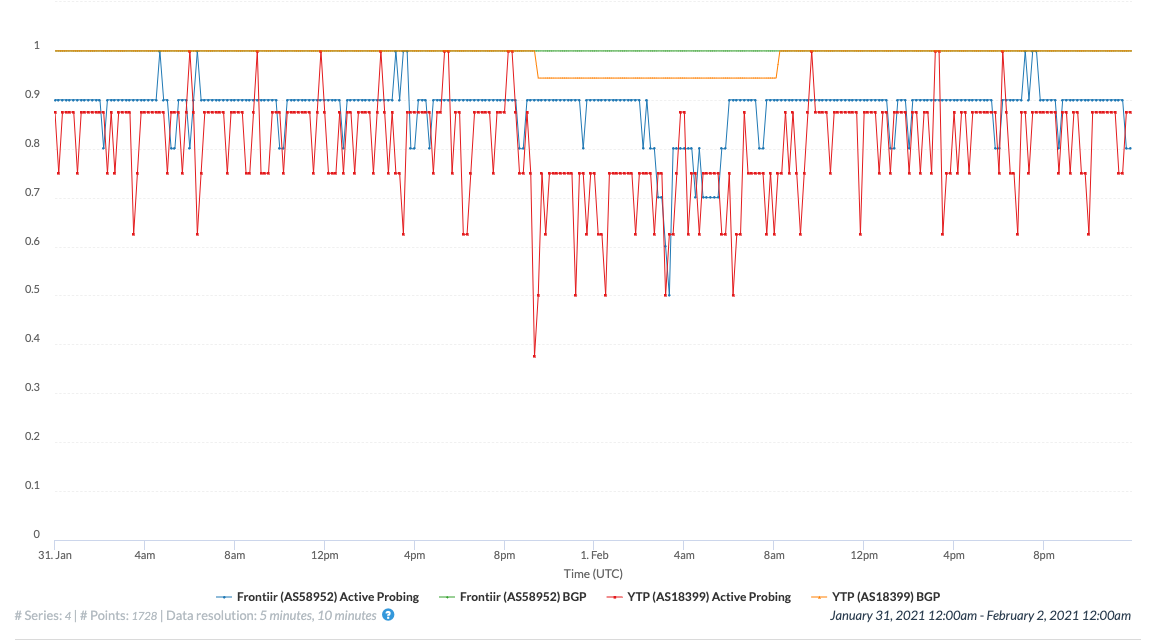 1
0.9
0.8
0.7
0.6
0.5
0.4
0.3
0.2
0.1
0
31. Jan 4am 8am 12pm 4pm 8pm 1. Feb 4am 8am 12pm 4pm 8pm
Time (UTC)
Frontiir (AS58952) Active Probing Frontiir (AS58952) BGP YTP (AS18399) Active Probing YTP (AS18399) BGP
# Series: 4 | # Points: 1728 | Data resolution: 5 minutes, 10 minutes ? January 31, 2021 12:00am - February 2, 2021 12:00am